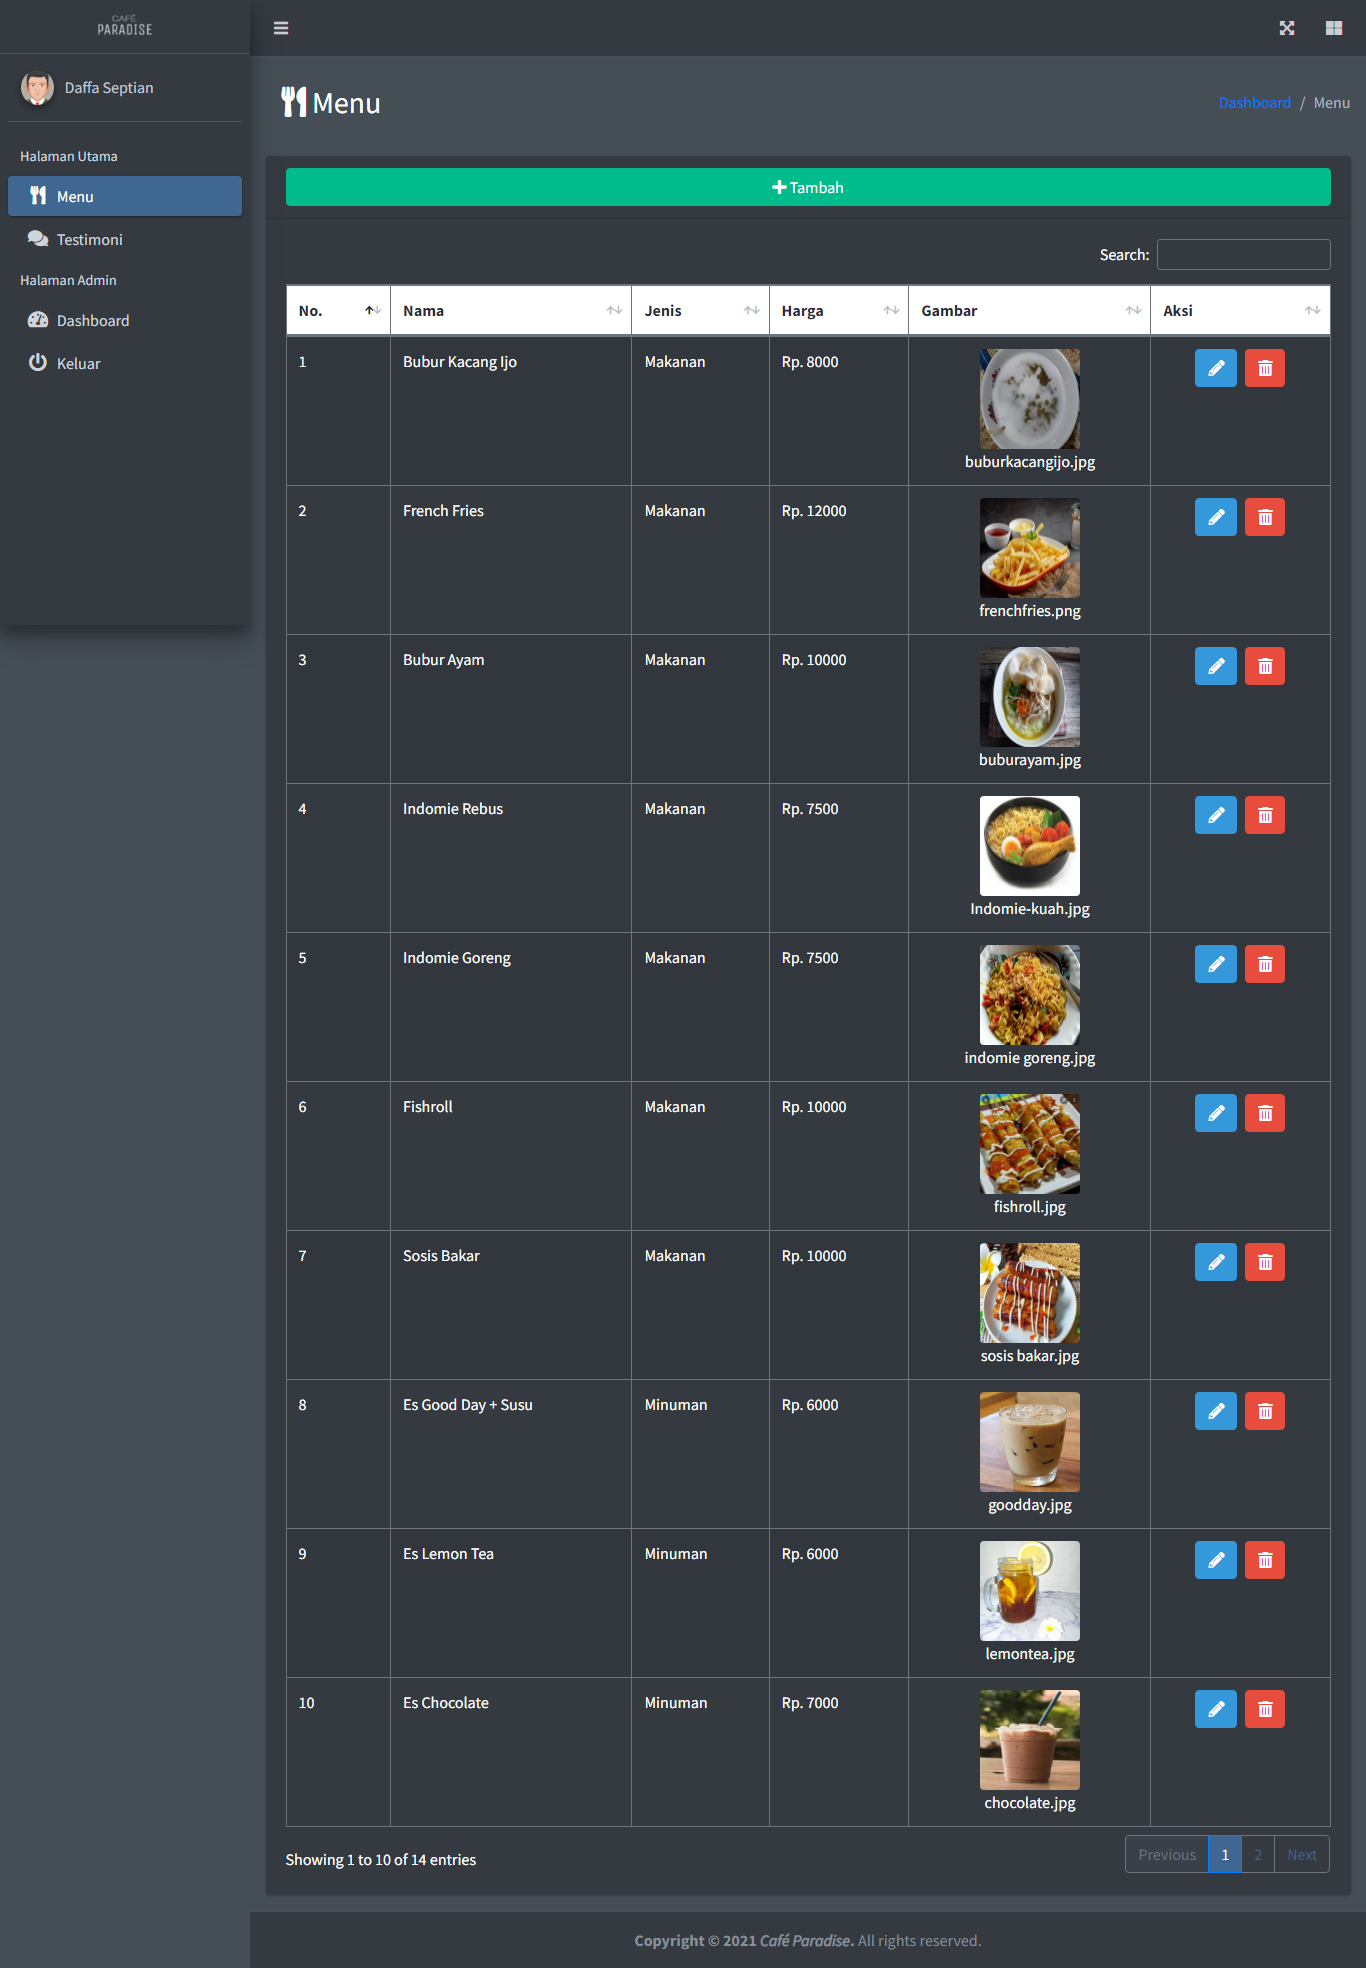 CAFÉ
PARADISE
Daffa Septian
Halaman Utama
Menu
Testimoni
Halaman Admin
Dashboard
Keluar
Menu
Dashboard / Menu
Tambah
Search:
No. Nama Jenis Harga Gambar Aksi
1 Bubur Kacang Ijo Makanan Rp. 8000
buburkacangijo.jpg
2 French Fries Makanan Rp. 12000
frenchfries.png
3 Bubur Ayam Makanan Rp. 10000
buburayam.jpg
4 Indomie Rebus Makanan Rp. 7500
Indomie-kuah.jpg
5 Indomie Goreng Makanan Rp. 7500
indomie goreng.jpg
6 Fishroll Makanan Rp. 10000
fishroll.jpg
7 Sosis Bakar Makanan Rp. 10000
sosis bakar.jpg
8 Es Good Day + Susu Minuman Rp. 6000
goodday.jpg
9 Es Lemon Tea Minuman Rp. 6000
lemontea.jpg
10 Es Chocolate Minuman Rp. 7000
chocolate.jpg
Showing 1 to 10 of 14 entries
Previous 1 2 Next
Copyright © 2021 Café Paradise. All rights reserved.